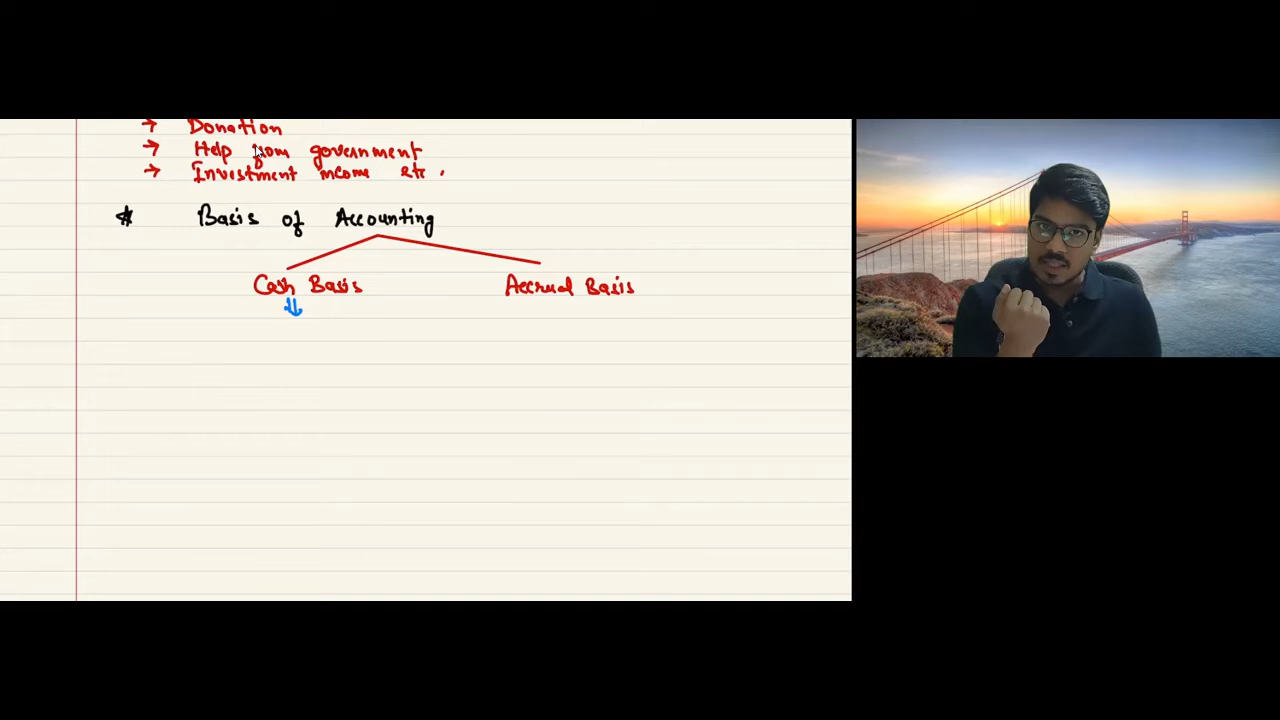 → Donation
→ Help from government
→ Investment income etc.
* Basis of Accounting
Cash Basis Accrual Basis